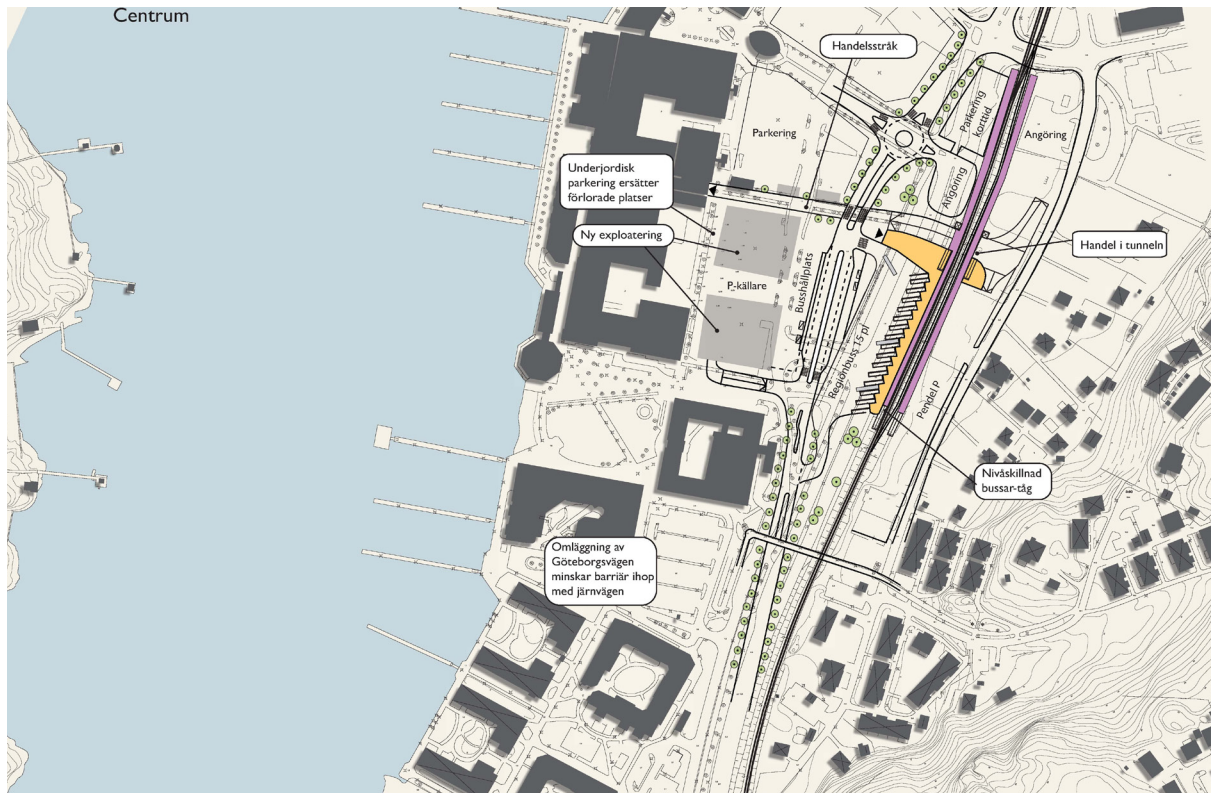 Centrum
Handelsstråk
Parkering
korttid
Angöring
Parkering
Underjordisk
parkering ersätter
förlorade platser
Angöring
Ny exploatering
Handel i tunneln
P-källare
Busshållplats
Regionbuss 15 pl
Pendel P
Nivåskillnad
bussar-tåg
Omläggning av
Göteborgsvägen
minskar barriär ihop
med järnvägen